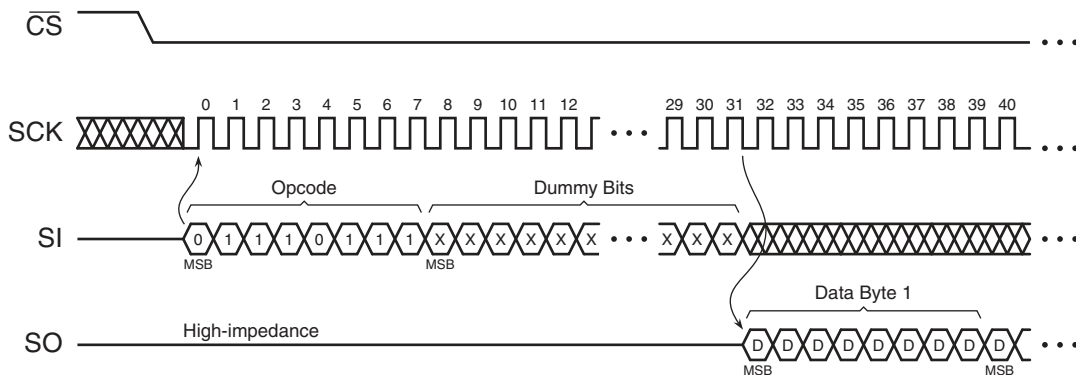 CS
0 1 2 3 4 5 6 7 8 9 10 11 12 29 30 31 32 33 34 35 36 37 38 39 40
SCK
Opcode Dummy Bits
SI 0 1 1 1 0 1 1 1 X X X X X X X X X
MSB MSB
Data Byte 1
High-impedance
SO D D D D D D D D D
MSB MSB